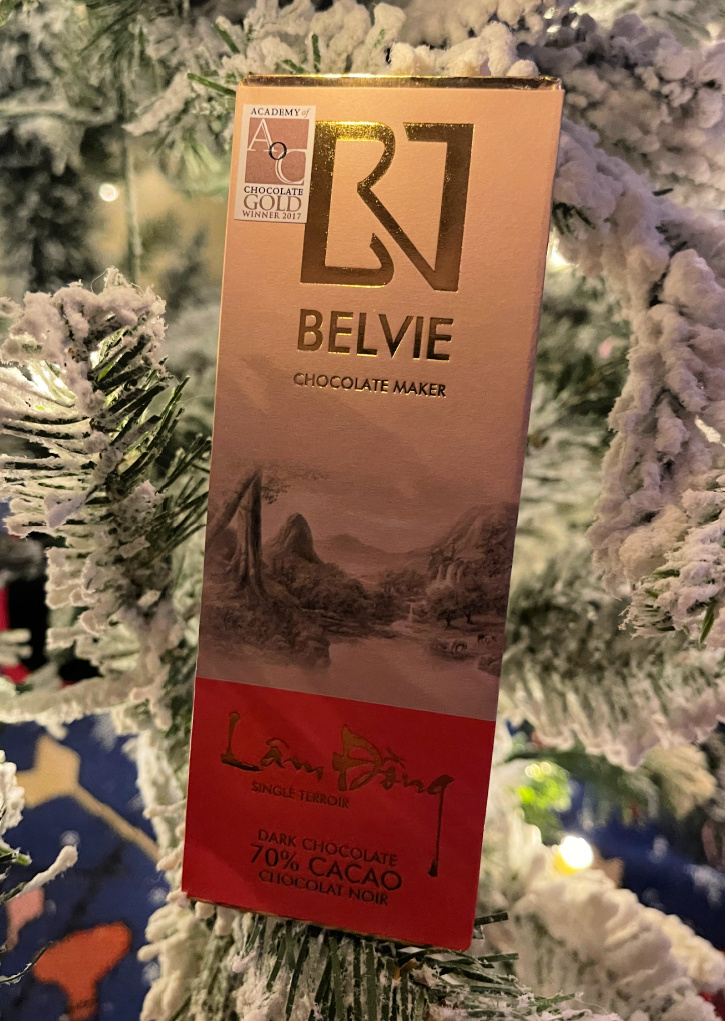 ACADEMY of
AoC
CHOCOLATE
GOLD
WINNER 2017
BELVIE
CHOCOLATE MAKER
Lâm Đồng
SINGLE TERROIR
DARK CHOCOLATE
70% CACAO
CHOCOLAT NOIR